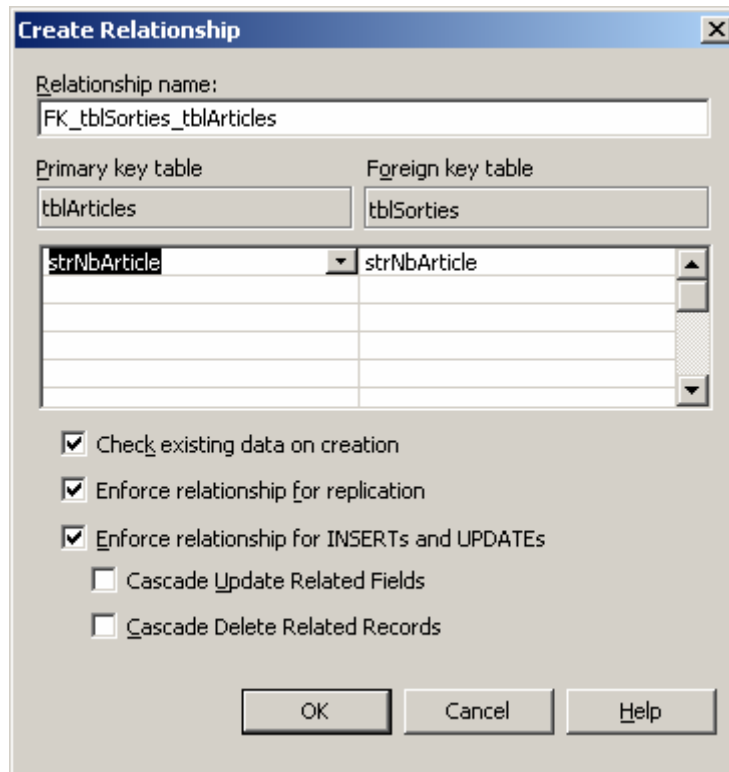 Create Relationship
Relationship name:
FK_tblSorties_tblArticles
Primary key table Foreign key table
tblArticles tblSorties
strNbArticle strNbArticle
Check existing data on creation
Enforce relationship for replication
Enforce relationship for INSERTs and UPDATEs
Cascade Update Related Fields
Cascade Delete Related Records
OK Cancel Help